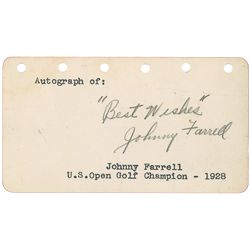 Autograph of:
"Best Wishes"
Johnny Farrell
Johnny Farrell
U.S.Open Golf Champion - 1928